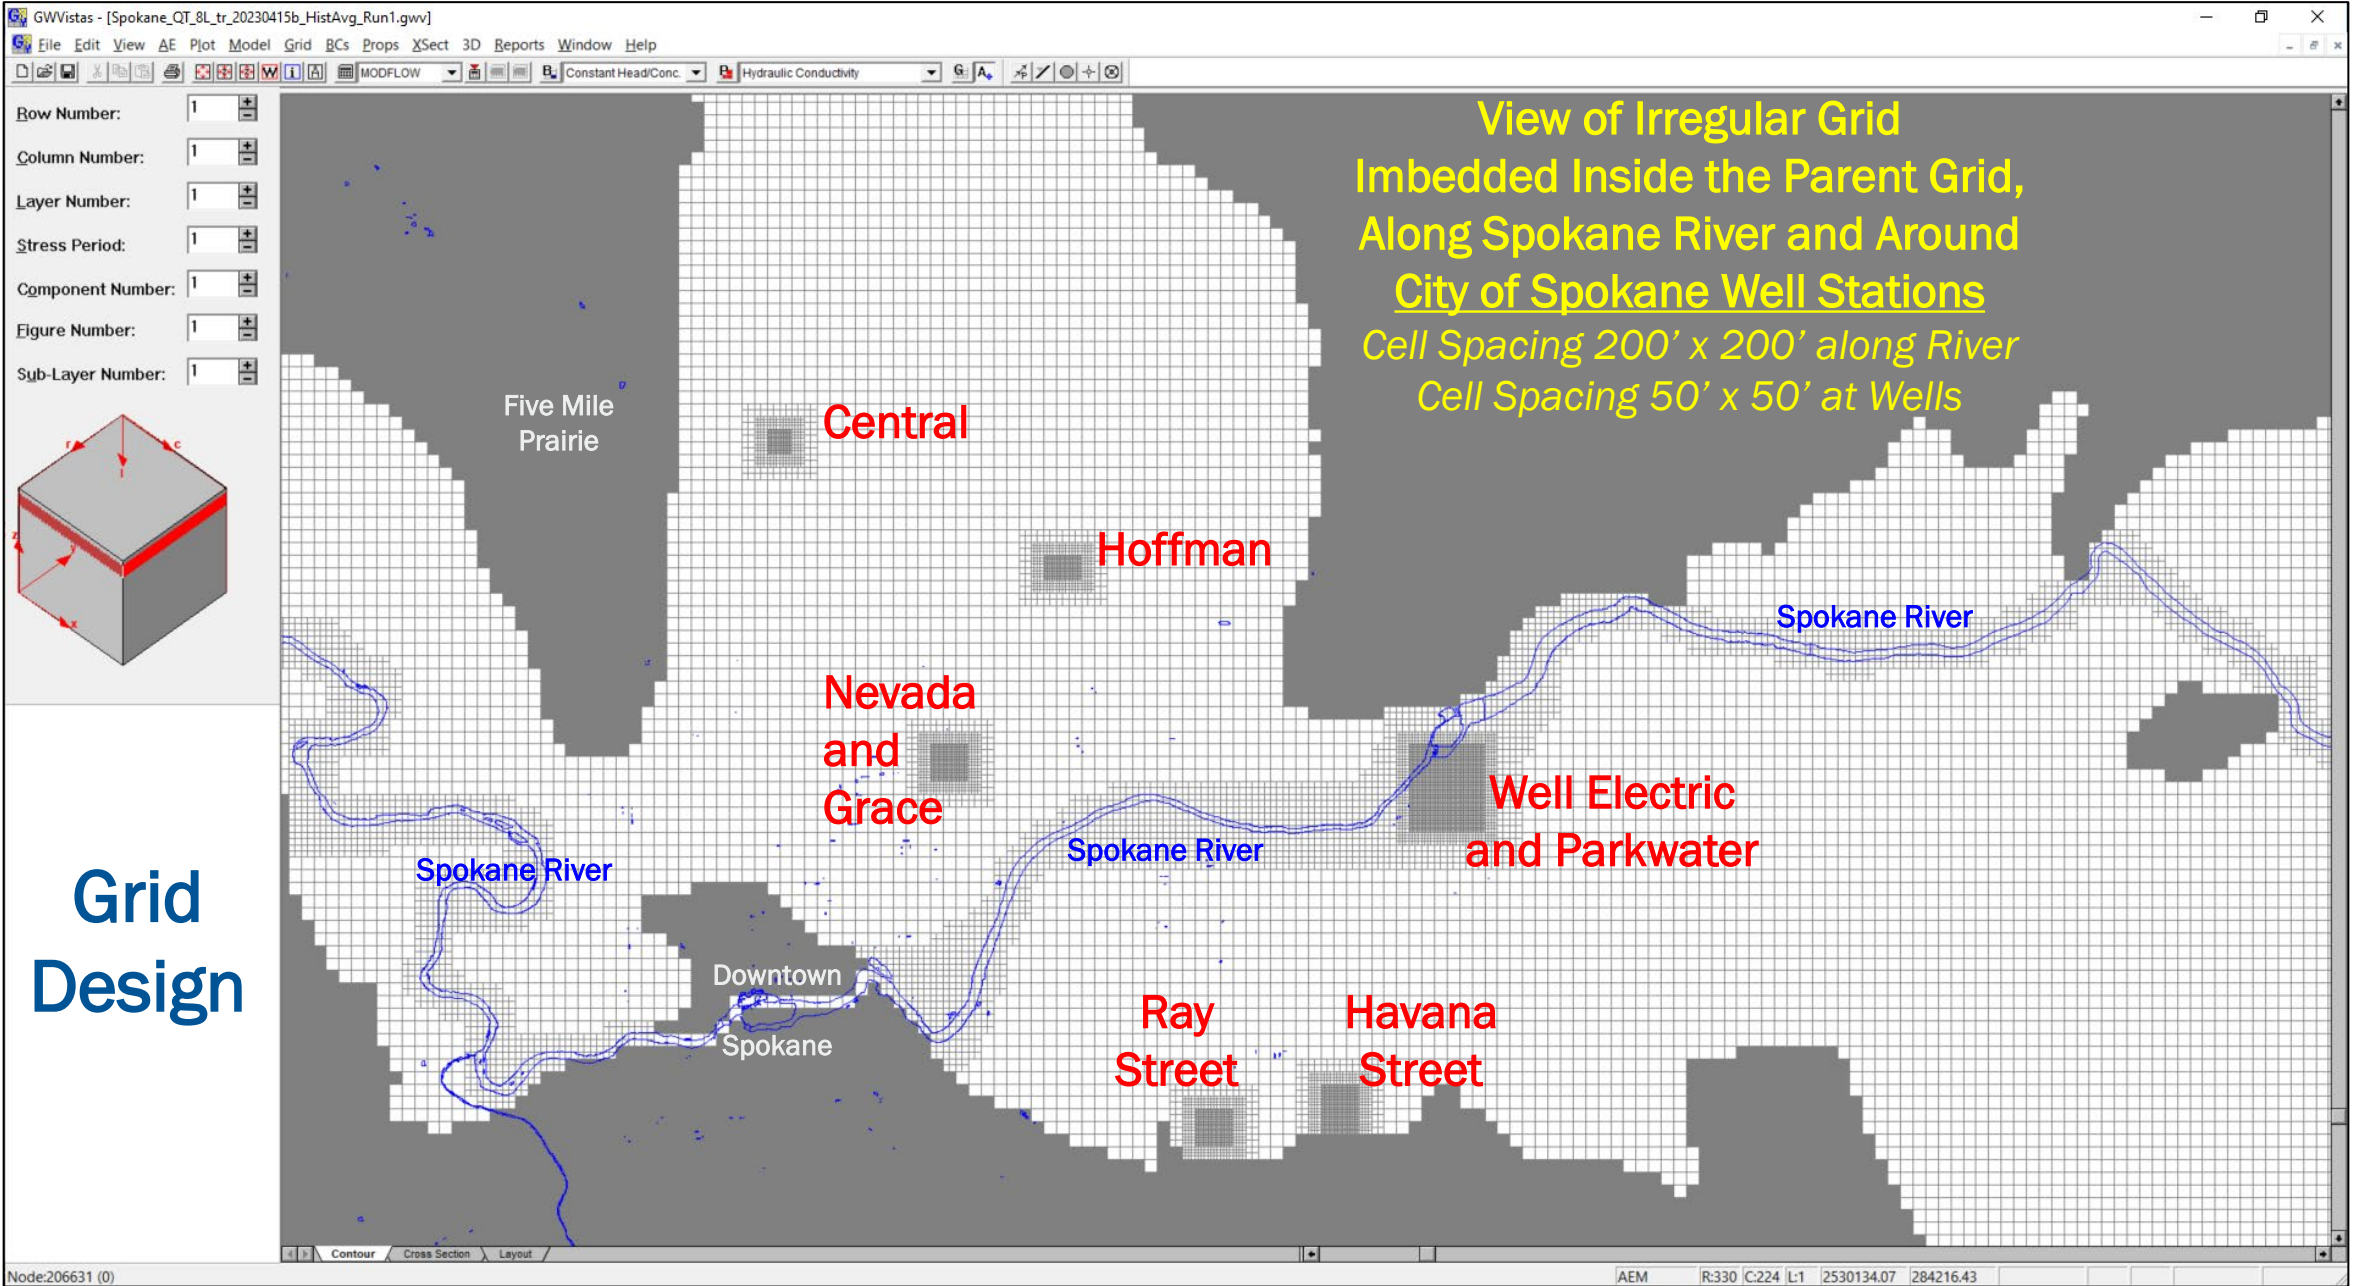 GWVistas - [Spokane_QT_8L_tr_20230415b_HistAvg_Run1.gwv]
File Edit View AE Plot Model Grid BCs Props XSect 3D Reports Window Help
MODFLOW Constant Head/Conc. Hydraulic Conductivity
Row Number: 1
Column Number: 1
Layer Number: 1
Stress Period: 1
Component Number: 1
Figure Number: 1
Sub-Layer Number: 1
r c
l
z y
x
Grid
Design
View of Irregular Grid
Imbedded Inside the Parent Grid,
Along Spokane River and Around
City of Spokane Well Stations
Cell Spacing 200' x 200' along River
Cell Spacing 50' x 50' at Wells
Five Mile
Prairie
Central
Hoffman
Spokane River
Nevada
and
Grace
Well Electric
and Parkwater
Spokane River
Spokane River
Downtown
Spokane
Ray
Street
Havana
Street
Contour Cross Section Layout
Node:206631 (0) AEM R:330 C:224 L:1 2530134.07 284216.43